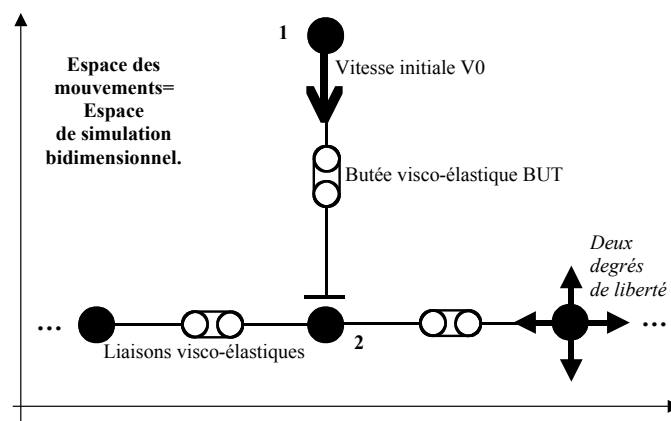 1
Espace des
mouvements=
Espace
de simulation
bidimensionnel.
Vitesse initiale V0
Butée visco-élastique BUT
Deux
degrés
de liberté
...
...
2
Liaisons visco-élastiques